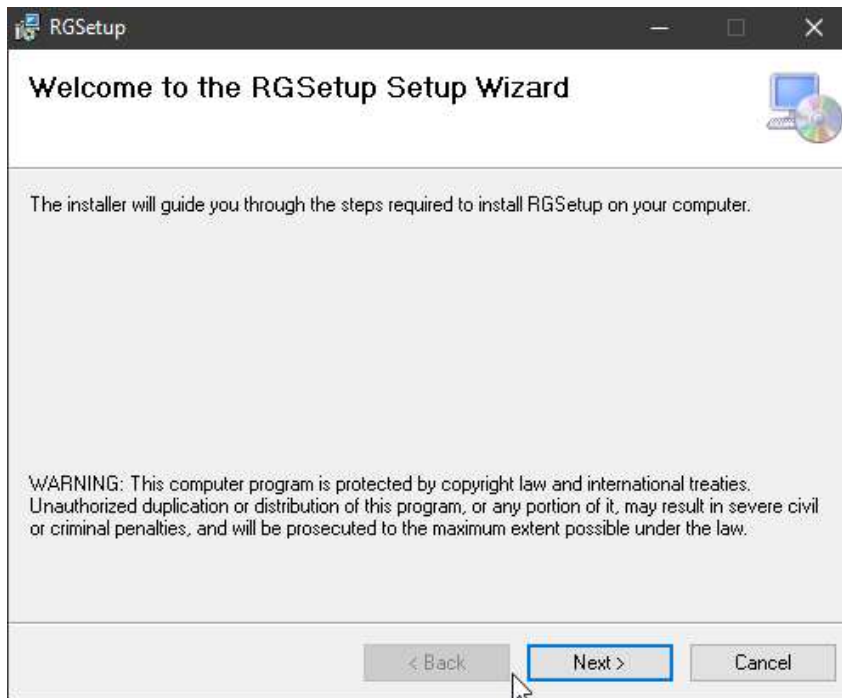 RGSetup
Welcome to the RGSetup Setup Wizard
The installer will guide you through the steps required to install RGSetup on your computer.
WARNING: This computer program is protected by copyright law and international treaties.
Unauthorized duplication or distribution of this program, or any portion of it, may result in severe civil
or criminal penalties, and will be prosecuted to the maximum extent possible under the law.
< Back Next > Cancel